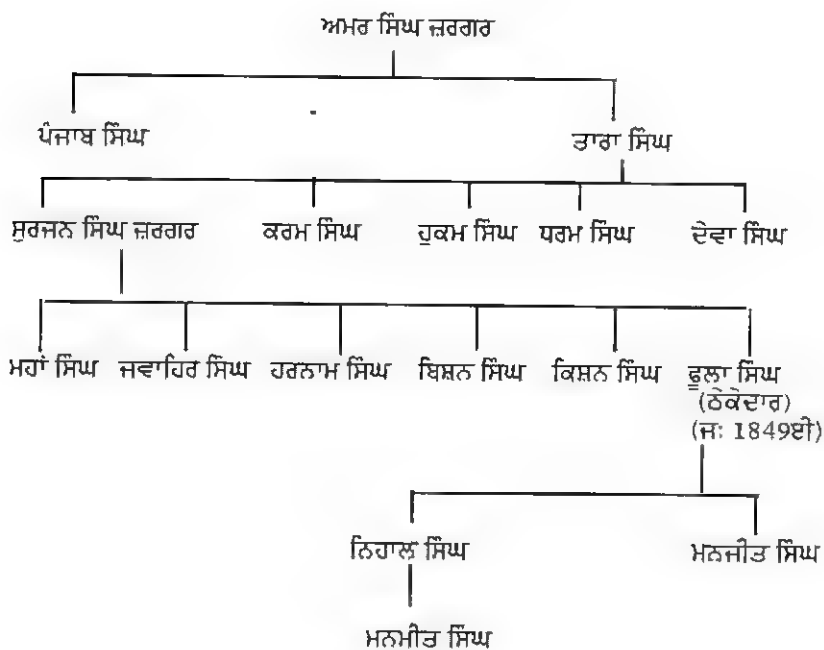 ਅਮਰ ਸਿੰਘ ਜ਼ਰਗਰ
ਪੰਜਾਬ ਸਿੰਘ ਤਾਰਾ ਸਿੰਘ
ਸੁਰਜਨ ਸਿੰਘ ਜ਼ਰਗਰ ਕਰਮ ਸਿੰਘ ਹੁਕਮ ਸਿੰਘ ਧਰਮ ਸਿੰਘ ਦੇਵਾ ਸਿੰਘ
ਮਹਾਂ ਸਿੰਘ ਜਵਾਹਿਰ ਸਿੰਘ ਹਰਨਾਮ ਸਿੰਘ ਬਿਸ਼ਨ ਸਿੰਘ ਕਿਸ਼ਨ ਸਿੰਘ ਫੂਲਾ ਸਿੰਘ
(ਠੇਕੇਦਾਰ)
(ਜ: 1849ਈ)
ਨਿਹਾਲ ਸਿੰਘ ਮਨਜੀਤ ਸਿੰਘ
ਮਨਮੀਤ ਸਿੰਘ